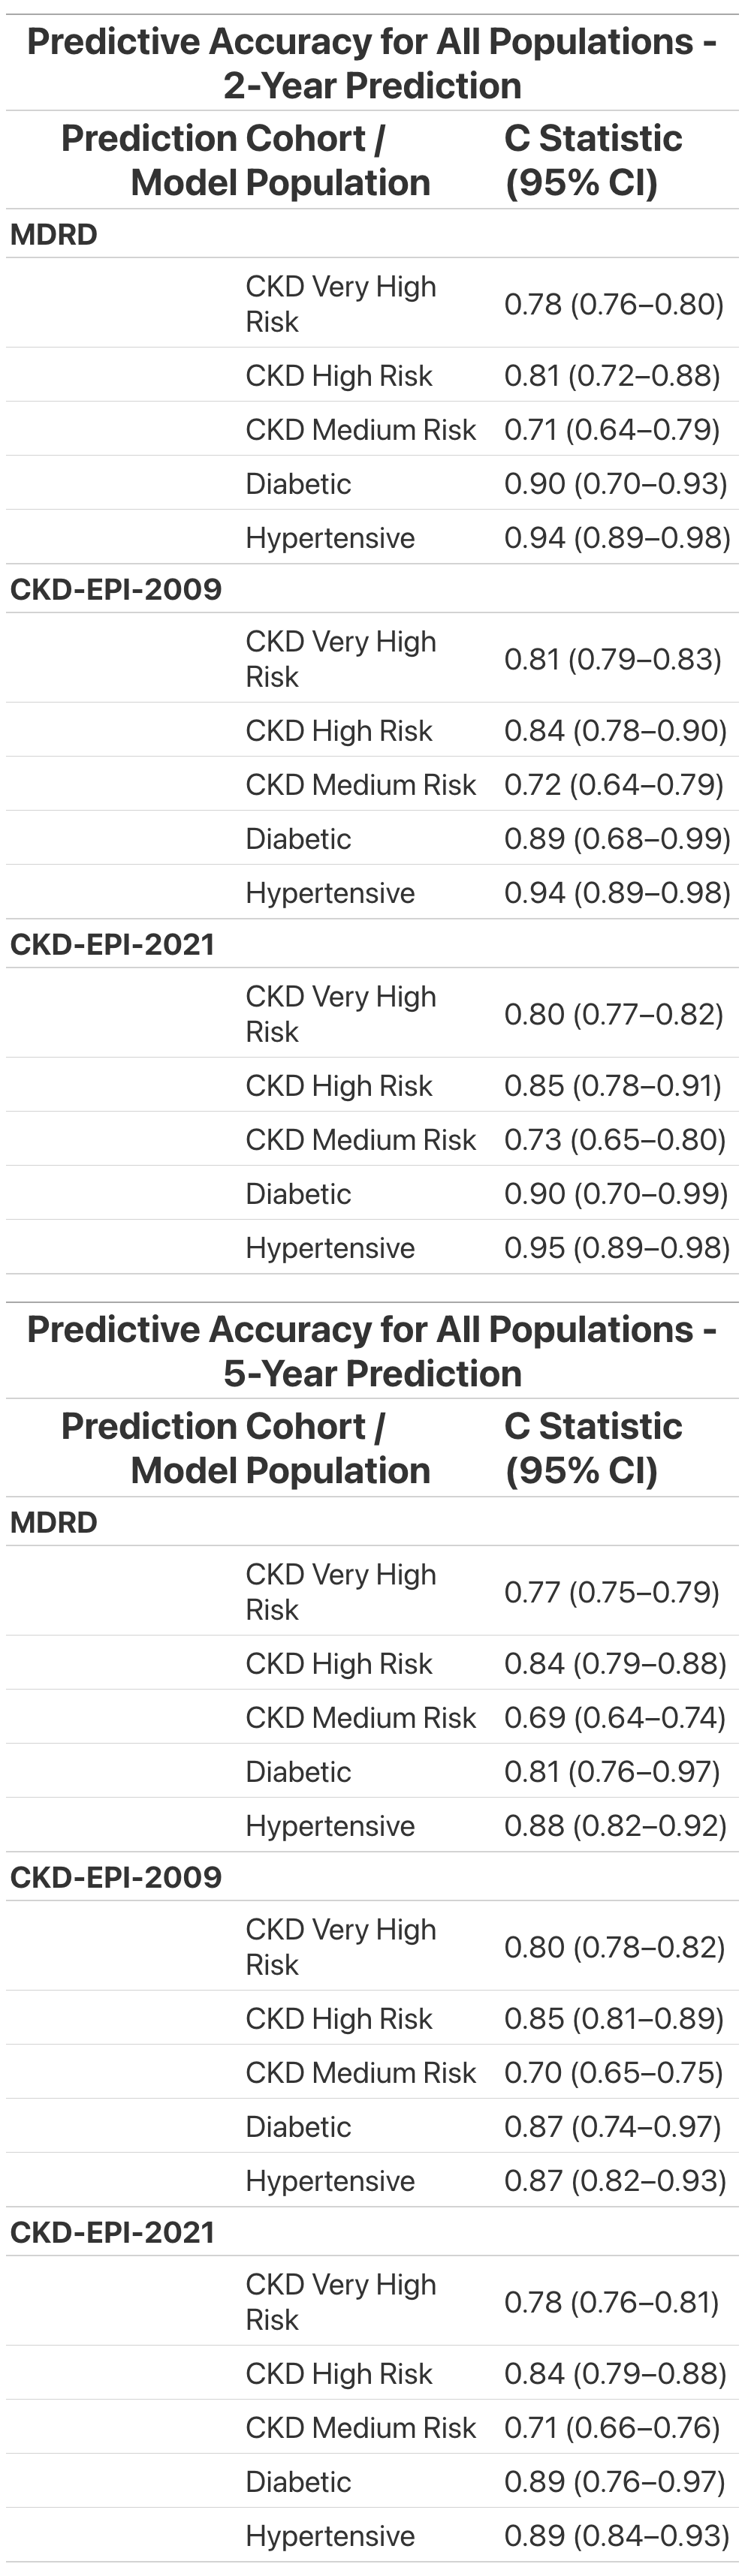 Predictive Accuracy for All Populations -
2-Year Prediction
Prediction Cohort / C Statistic
Model Population (95% CI)
MDRD
CKD Very High
Risk 0.78 (0.76–0.80)
CKD High Risk 0.81 (0.72–0.88)
CKD Medium Risk 0.71 (0.64–0.79)
Diabetic 0.90 (0.70–0.93)
Hypertensive 0.94 (0.89–0.98)
CKD-EPI-2009
CKD Very High
Risk 0.81 (0.79–0.83)
CKD High Risk 0.84 (0.78–0.90)
CKD Medium Risk 0.72 (0.64–0.79)
Diabetic 0.89 (0.68–0.99)
Hypertensive 0.94 (0.89–0.98)
CKD-EPI-2021
CKD Very High
Risk 0.80 (0.77–0.82)
CKD High Risk 0.85 (0.78–0.91)
CKD Medium Risk 0.73 (0.65–0.80)
Diabetic 0.90 (0.70–0.99)
Hypertensive 0.95 (0.89–0.98)
Predictive Accuracy for All Populations -
5-Year Prediction
Prediction Cohort / C Statistic
Model Population (95% CI)
MDRD
CKD Very High
Risk 0.77 (0.75–0.79)
CKD High Risk 0.84 (0.79–0.88)
CKD Medium Risk 0.69 (0.64–0.74)
Diabetic 0.81 (0.76–0.97)
Hypertensive 0.88 (0.82–0.92)
CKD-EPI-2009
CKD Very High
Risk 0.80 (0.78–0.82)
CKD High Risk 0.85 (0.81–0.89)
CKD Medium Risk 0.70 (0.65–0.75)
Diabetic 0.87 (0.74–0.97)
Hypertensive 0.87 (0.82–0.93)
CKD-EPI-2021
CKD Very High
Risk 0.78 (0.76–0.81)
CKD High Risk 0.84 (0.79–0.88)
CKD Medium Risk 0.71 (0.66–0.76)
Diabetic 0.89 (0.76–0.97)
Hypertensive 0.89 (0.84–0.93)